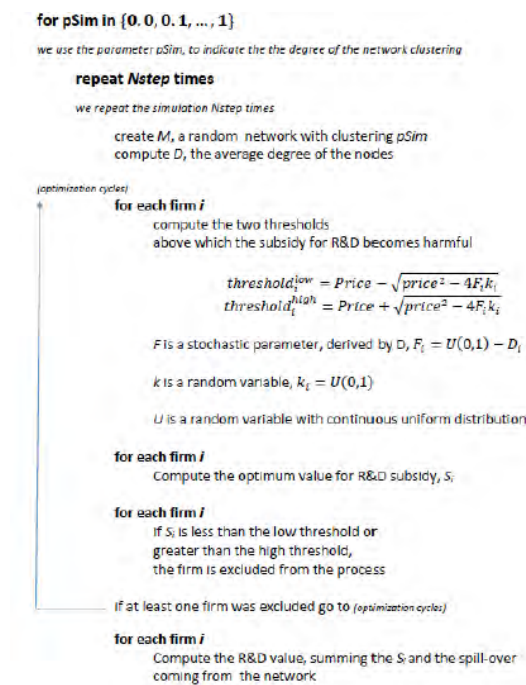 for pSim in {0.0, 0.1, ..., 1}
we use the parameter pSim, to indicate the the degree of the network clustering
repeat Nstep times
we repeat the simulation Nstep times
create M, a random network with clustering pSim
compute D, the average degree of the nodes
(optimization cycles)
for each firm i
compute the two thresholds
above which the subsidy for R&D becomes harmful
threshold_i^low = Price − √(price² − 4F_i k_i)
threshold_i^high = Price + √(price² − 4F_i k_i)
F is a stochastic parameter, derived by D, F_i = U(0,1) − D_i
k is a random variable, k_i = U(0,1)
U is a random variable with continuous uniform distribution
for each firm i
Compute the optimum value for R&D subsidy, S_i
for each firm i
If S_i is less than the low threshold or
greater than the high threshold,
the firm is excluded from the process
If at least one firm was excluded go to (optimization cycles)
for each firm i
Compute the R&D value, summing the S_i and the spill-over
coming from the network